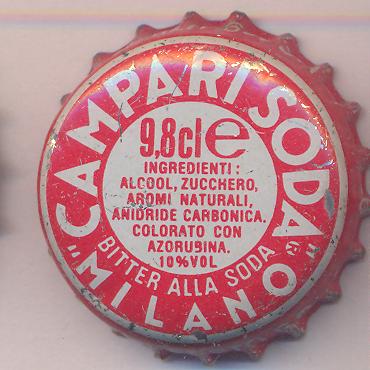 "CAMPARI SODA"
9,8cl e
INGREDIENTI:
ALCOOL, ZUCCHERO,
AROMI NATURALI,
ANIDRIDE CARBONICA.
COLORATO CON
AZORUBINA.
10%VOL
BITTER ALLA SODA
"MILANO"